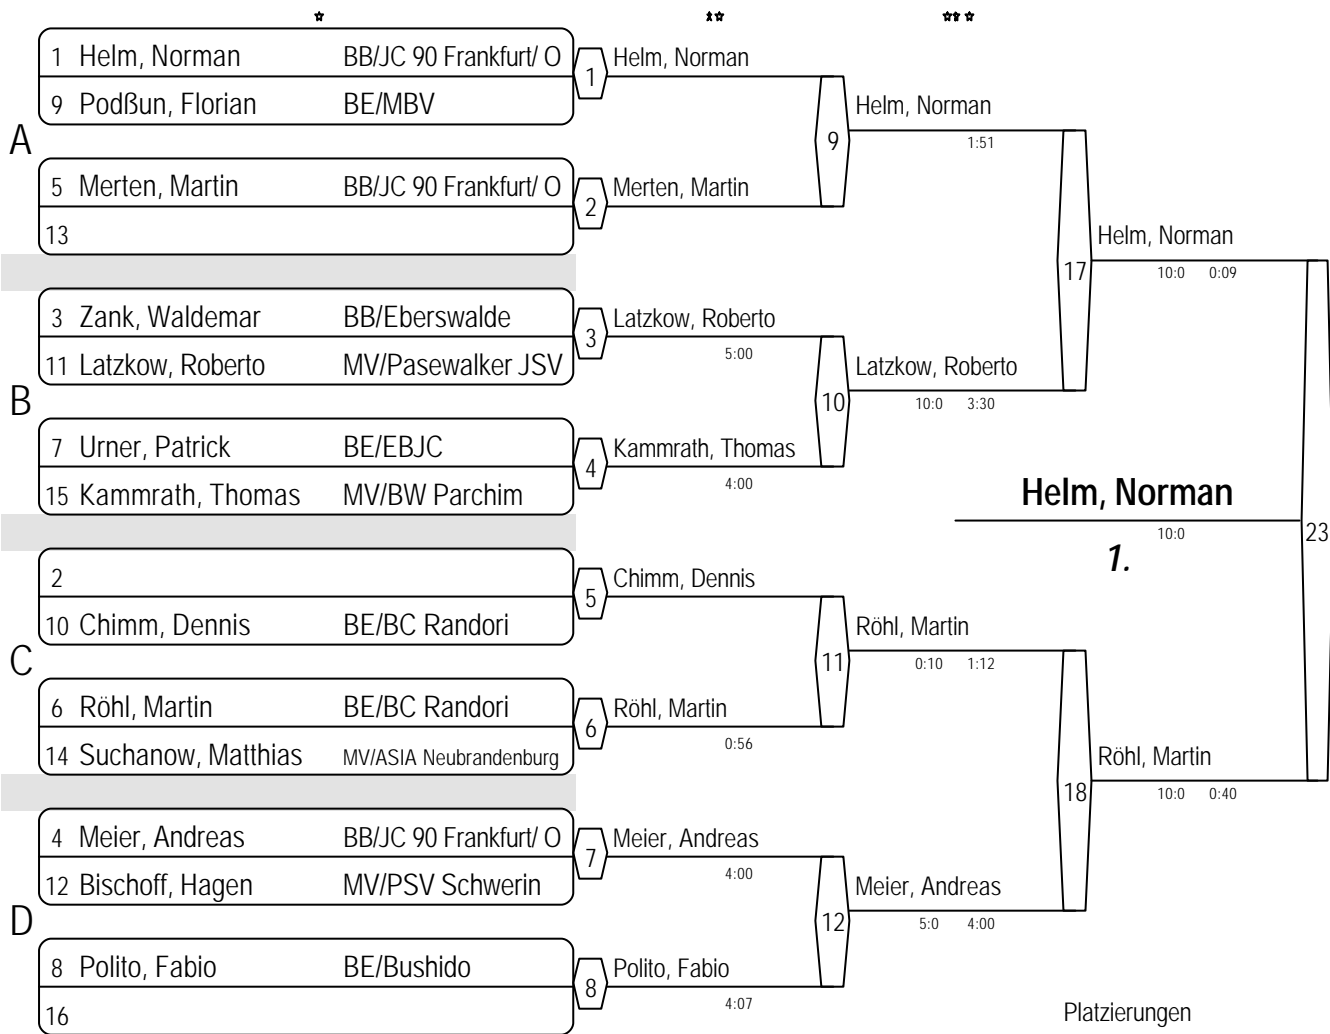 1 Helm, Norman BB/JC 90 Frankfurt/ O
9 Podßun, Florian BE/MBV
A
5 Merten, Martin BB/JC 90 Frankfurt/ O
13
3 Zank, Waldemar BB/Eberswalde
11 Latzkow, Roberto MV/Pasewalker JSV
B
7 Urner, Patrick BE/EBJC
15 Kammrath, Thomas MV/BW Parchim
2
10 Chimm, Dennis BE/BC Randori
C
6 Röhl, Martin BE/BC Randori
14 Suchanow, Matthias MV/ASIA Neubrandenburg
4 Meier, Andreas BB/JC 90 Frankfurt/ O
12 Bischoff, Hagen MV/PSV Schwerin
D
8 Polito, Fabio BE/Bushido
16
1 Helm, Norman
2 Merten, Martin
3 Latzkow, Roberto
5:00
4 Kammrath, Thomas
4:00
5 Chimm, Dennis
6 Röhl, Martin
0:56
7 Meier, Andreas
4:00
8 Polito, Fabio
4:07
9 Helm, Norman
1:51
10 Latzkow, Roberto
10:0 3:30
11 Röhl, Martin
0:10 1:12
12 Meier, Andreas
5:0 4:00
17 Helm, Norman
10:0 0:09
18 Röhl, Martin
10:0 0:40
Helm, Norman
10:0
23
1.
Platzierungen